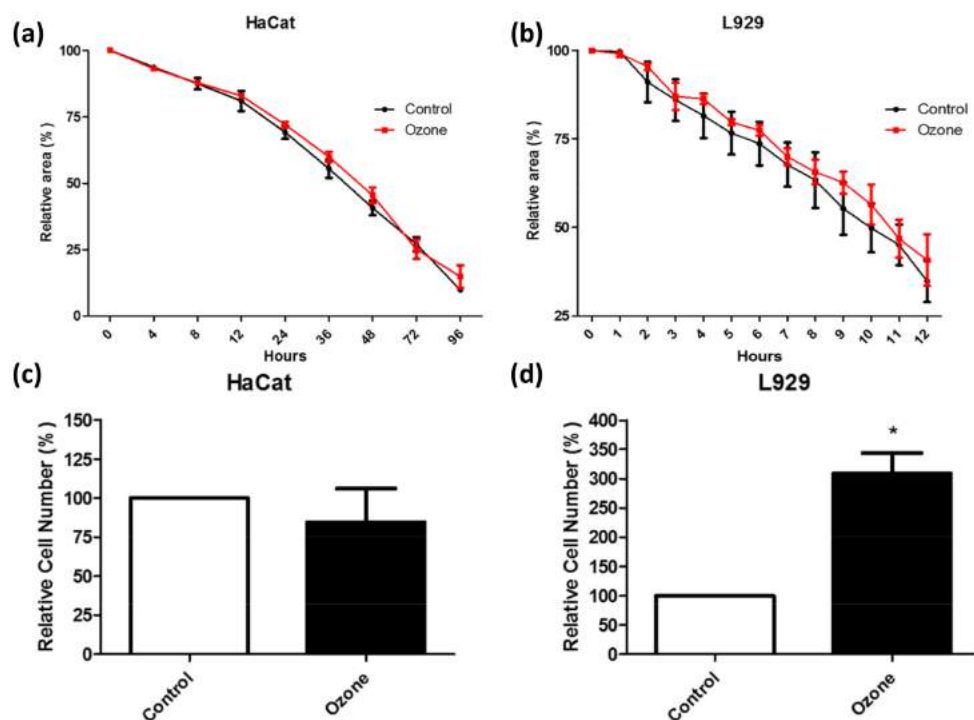 (a)
HaCat
Relative area (%)
100
75
50
25
0
0 4 8 12 24 36 48 72 96
Hours
Control
Ozone
(b)
L929
Relative area (%)
100
75
50
25
0 1 2 3 4 5 6 7 8 9 10 11 12
Hours
Control
Ozone
(c)
HaCat
Relative Cell Number (%)
150
125
100
75
50
25
0
Control Ozone
(d)
L929
Relative Cell Number (%)
400
350
300
250
200
150
100
50
0
*
Control Ozone